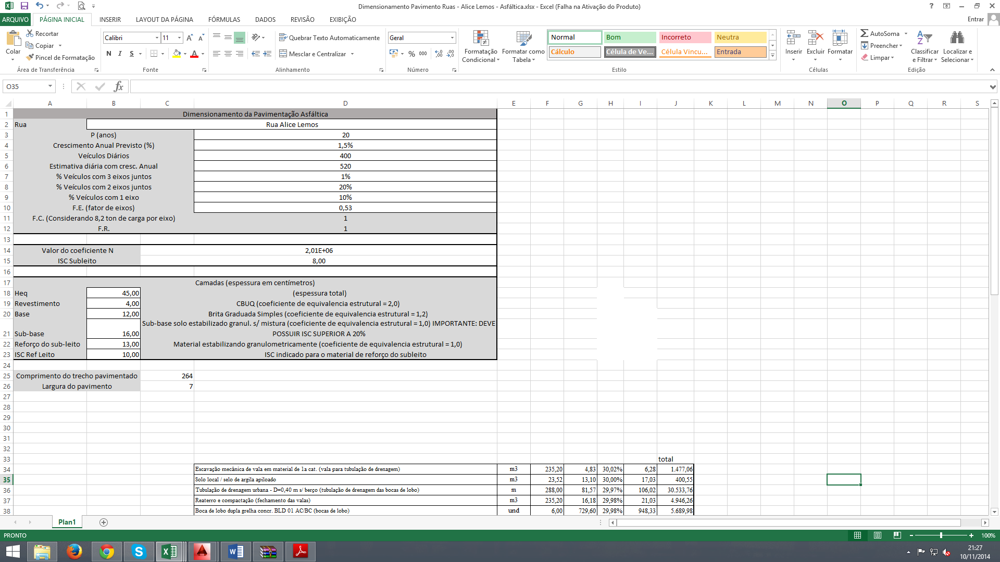 Dimensionamento Pavimento Ruas - Alice Lemos - Asfáltica.xlsx - Excel (Falha na Ativação do Produto)
ARQUIVO PÁGINA INICIAL INSERIR LAYOUT DA PÁGINA FÓRMULAS DADOS REVISÃO EXIBIÇÃO Entrar
Colar
Recortar
Copiar
Pincel de Formatação
Área de Transferência
Calibri 11
N I S
Fonte
Quebrar Texto Automaticamente
Mesclar e Centralizar
Alinhamento
Geral
% 000
Número
Formatação Condicional
Formatar como Tabela
Normal Bom Incorreto Neutra
Cálculo Célula de Ve... Célula Vincu... Entrada
Estilo
Inserir Excluir Formatar
Células
AutoSoma
Preencher
Limpar
Classificar e Filtrar
Localizar e Selecionar
Edição
O35 fx
A B C D E F G H I J K L M N O P Q R S
1 Dimensionamento da Pavimentação Asfáltica
2 Rua Rua Alice Lemos
3 P (anos) 20
4 Crescimento Anual Previsto (%) 1,5%
5 Veículos Diários 400
6 Estimativa diária com cresc. Anual 520
7 % Veículos com 3 eixos juntos 1%
8 % Veículos com 2 eixos juntos 20%
9 % Veículos com 1 eixo 10%
10 F.E. (fator de eixos) 0,53
11 F.C. (Considerando 8,2 ton de carga por eixo) 1
12 F.R. 1
13
14 Valor do coeficiente N 2,01E+06
15 ISC Subleito 8,00
16
17 Camadas (espessura em centímetros)
18 Heq 45,00 (espessura total)
19 Revestimento 4,00 CBUQ (coeficiente de equivalencia estrutural = 2,0)
20 Base 12,00 Brita Graduada Simples (coeficiente de equivalencia estrutural = 1,2)
Sub-base solo estabilizado granul. s/ mistura (coeficiente de equivalencia estrutural = 1,0) IMPORTANTE: DEVE
21 Sub-base 16,00 POSSUIR ISC SUPERIOR A 20%
22 Reforço do sub-leito 13,00 Material estabilizando granulometricamente (coeficiente de equivalencia estrutural = 1,0)
23 ISC Ref Leito 10,00 ISC indicado para o material de reforço do subleito
24
25 Comprimento do trecho pavimentado 264
26 Largura do pavimento 7
27
28
29
30
31
32
33 total
34 Escavação mecânica de vala em material de 1a cat. (vala para tubulação de drenagem) m3 235,20 4,83 30,02% 6,28 1.477,06
35 Solo local / selo de argila apiloado m3 23,52 13,10 30,00% 17,03 400,55
36 Tubulação de drenagem urbana - D=0,40 m s/ berço (tubulação de drenagem das bocas de lobo) m 288,00 81,57 29,97% 106,02 30.533,76
37 Reaterro e compactação (fechamento das valas) m3 235,20 16,18 29,98% 21,03 4.946,26
38 Boca de lobo dupla grelha concr. BLD 01 AC/BC (bocas de lobo) und 6,00 729,60 29,98% 948,33 5.689,98
Plan1
PRONTO 100%
21:27
10/11/2014